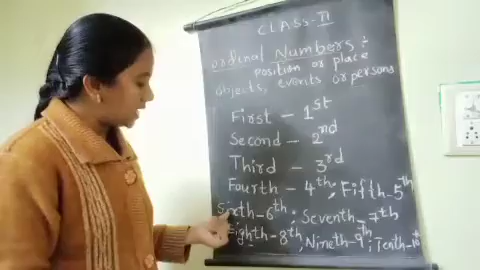 CLASS-II
Ordinal Numbers :
position or place
objects, events or persons
First - 1st
Second - 2nd
Third - 3rd
Fourth - 4th ; Fifth - 5th
Sixth - 6th ; Seventh - 7th
Eighth - 8th ; Nineth - 9th ; Tenth - 10th